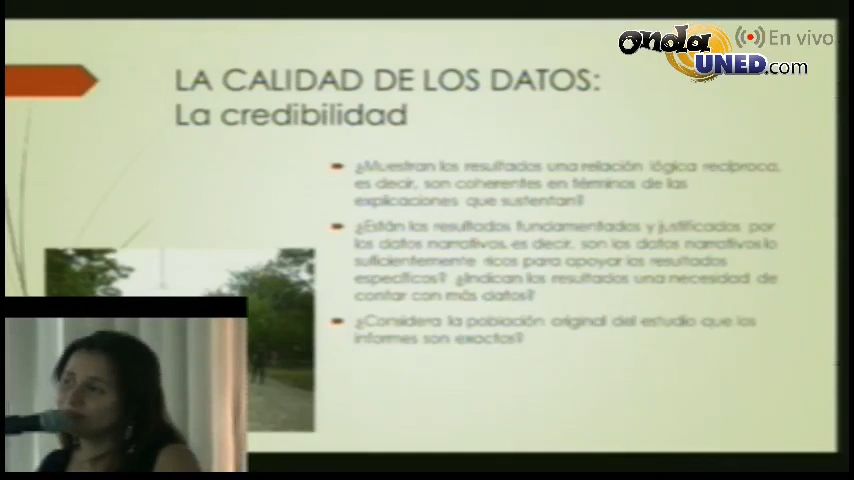 onda
UNED.com
En vivo
LA CALIDAD DE LOS DATOS:
La credibilidad
¿Muestran los resultados una relación lógica recíproca,
es decir, son coherentes en términos de las
explicaciones que sustentan?
¿Están los resultados fundamentados y justificados por
los datos narrativos, es decir, son los datos narrativos lo
suficientemente ricos para apoyar los resultados
específicos? ¿Indican los resultados una necesidad de
contar con más datos?
¿Considera la población original del estudio que los
informes son exactos?